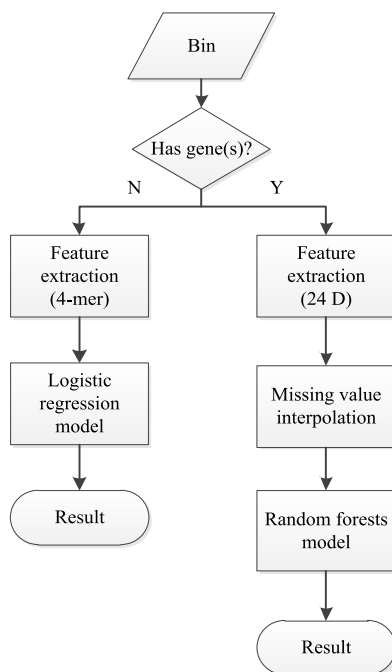 Bin
Has gene(s)?
N
Y
Feature
extraction
(4-mer)
Logistic
regression
model
Result
Feature
extraction
(24 D)
Missing value
interpolation
Random forests
model
Result